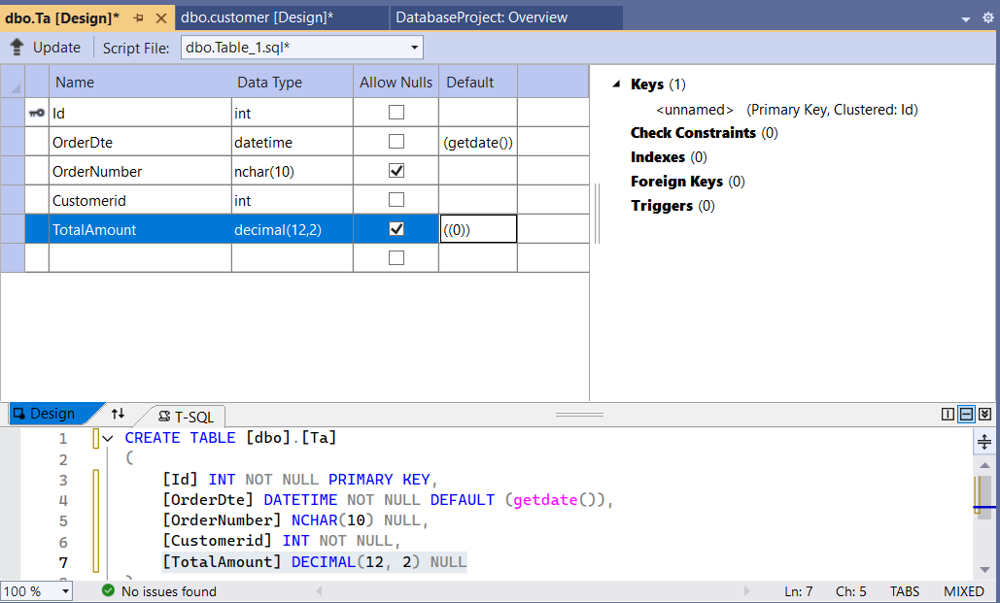 dbo.Ta [Design]* dbo.customer [Design]* DatabaseProject: Overview
Update Script File: dbo.Table_1.sql*
Name Data Type Allow Nulls Default
Id int
OrderDte datetime (getdate())
OrderNumber nchar(10)
Customerid int
TotalAmount decimal(12,2) ((0))
Keys (1)
<unnamed> (Primary Key, Clustered: Id)
Check Constraints (0)
Indexes (0)
Foreign Keys (0)
Triggers (0)
Design T-SQL
1 CREATE TABLE [dbo].[Ta]
2 (
3 [Id] INT NOT NULL PRIMARY KEY,
4 [OrderDte] DATETIME NOT NULL DEFAULT (getdate()),
5 [OrderNumber] NCHAR(10) NULL,
6 [Customerid] INT NOT NULL,
7 [TotalAmount] DECIMAL(12, 2) NULL
100 % No issues found Ln: 7 Ch: 5 TABS MIXED